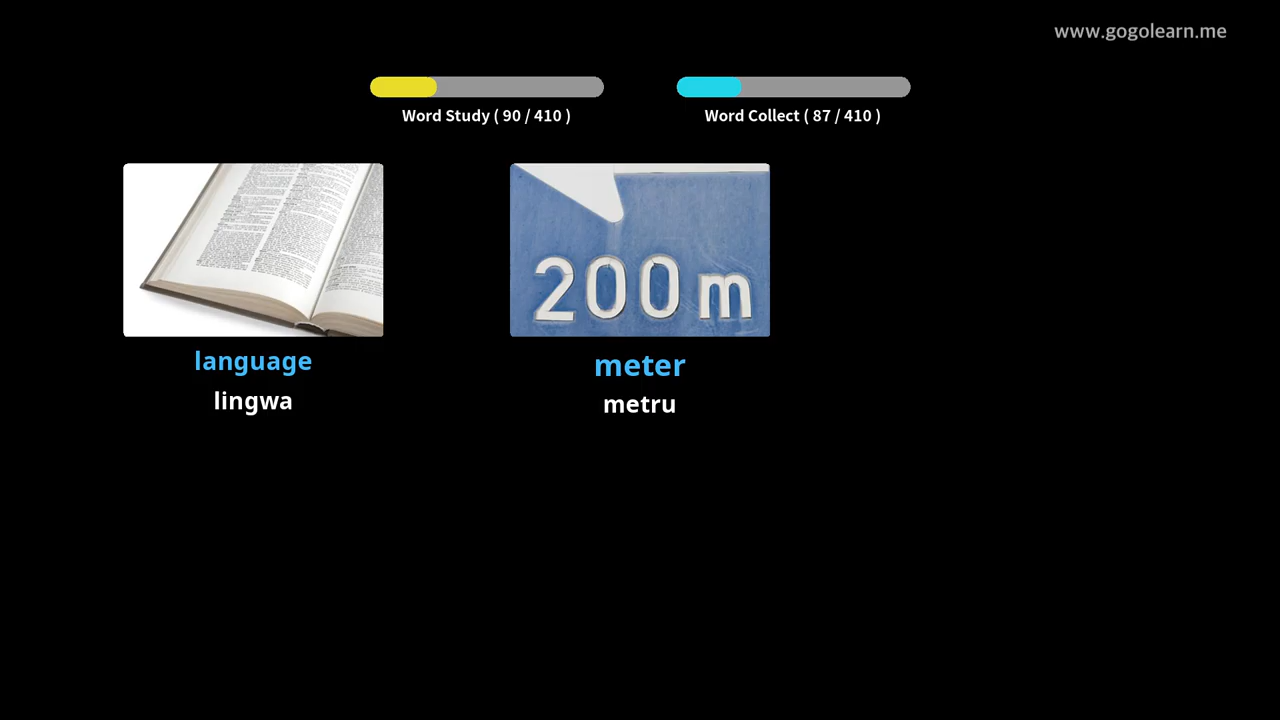 www.gogolearn.me
Word Study ( 90 / 410 )
Word Collect ( 87 / 410 )
200 m
language
lingwa
meter
metru